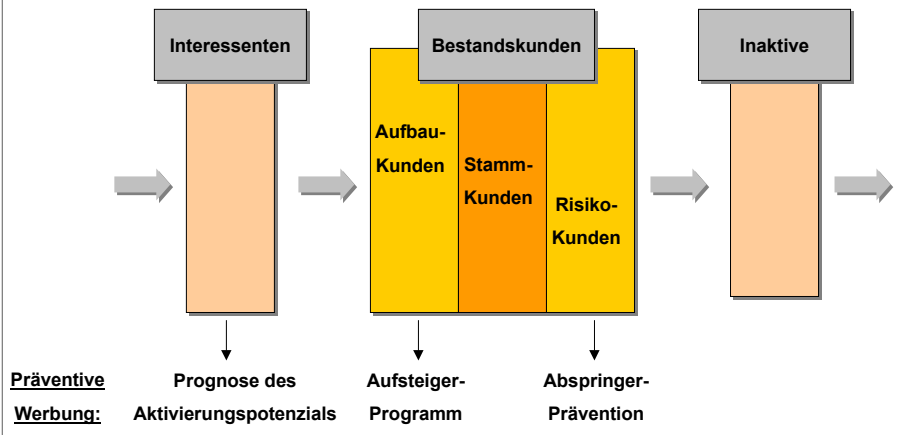 Interessenten
Bestandskunden
Inaktive
Aufbau-
Kunden
Stamm-
Kunden
Risiko-
Kunden
Präventive
Werbung:
Prognose des
Aktivierungspotenzials
Aufsteiger-
Programm
Abspringer-
Prävention